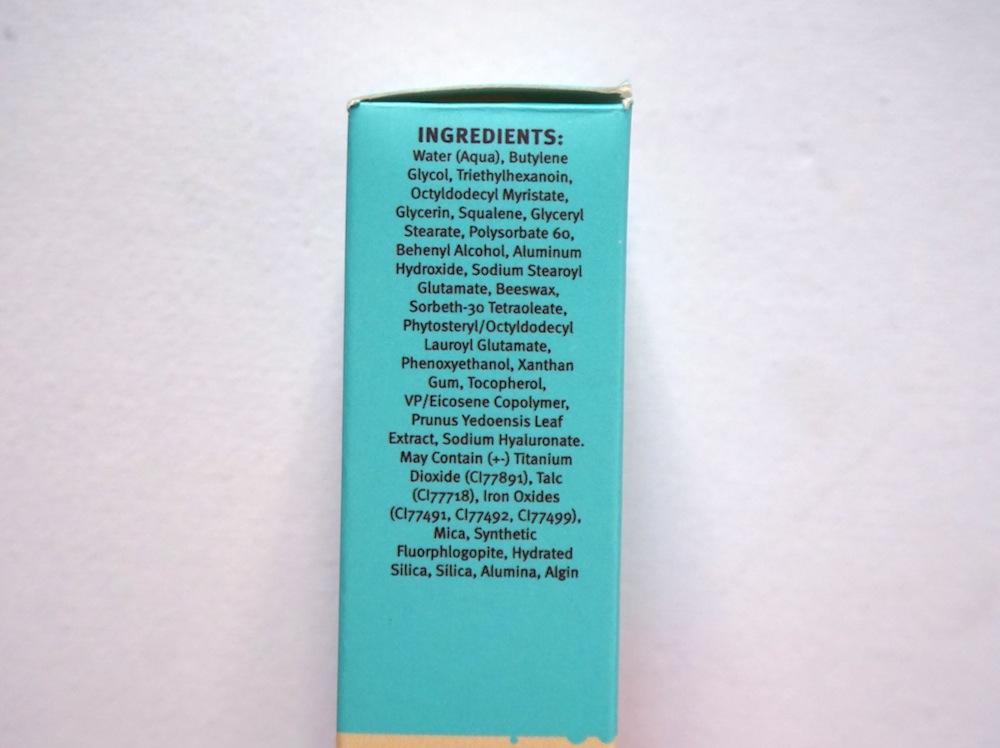 INGREDIENTS:
Water (Aqua), Butylene
Glycol, Triethylhexanoin,
Octyldodecyl Myristate,
Glycerin, Squalene, Glyceryl
Stearate, Polysorbate 60,
Behenyl Alcohol, Aluminum
Hydroxide, Sodium Stearoyl
Glutamate, Beeswax,
Sorbeth-30 Tetraoleate,
Phytosteryl/Octyldodecyl
Lauroyl Glutamate,
Phenoxyethanol, Xanthan
Gum, Tocopherol,
VP/Eicosene Copolymer,
Prunus Yedoensis Leaf
Extract, Sodium Hyaluronate.
May Contain (+-) Titanium
Dioxide (CI77891), Talc
(CI77718), Iron Oxides
(CI77491, CI77492, CI77499),
Mica, Synthetic
Fluorphlogopite, Hydrated
Silica, Silica, Alumina, Algin